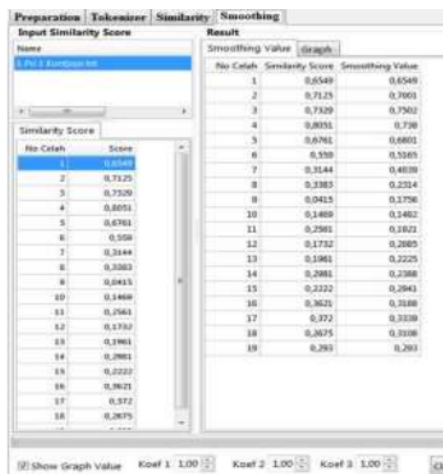 Preparation Tokenizer Similarity Smoothing
Input Similarity Score
Name
Similarity Score
No Celah Score
1 0,6549
2 0,7125
3 0,7329
4 0,8051
5 0,6761
6 0,559
7 0,3144
8 0,3383
9 0,0415
10 0,1469
11 0,2561
12 0,1732
13 0,1961
14 0,2981
15 0,2222
16 0,3621
17 0,372
18 0,2675
Result
Smoothing Value Graph
No Celah Similarity Score Smoothing Value
1 0,6549 0,6549
2 0,7125 0,7001
3 0,7329 0,7502
4 0,8051 0,738
5 0,6761 0,6801
6 0,559 0,5165
7 0,3144 0,4039
8 0,3383 0,2314
9 0,0415 0,1756
10 0,1469 0,1482
11 0,2561 0,1921
12 0,1732 0,2085
13 0,1961 0,2225
14 0,2981 0,2388
15 0,2222 0,2941
16 0,3621 0,3188
17 0,372 0,3339
18 0,2675 0,3108
19 0,293 0,293
Show Graph Value Koef 1 1,00 Koef 2 1,00 Koef 3 1,00